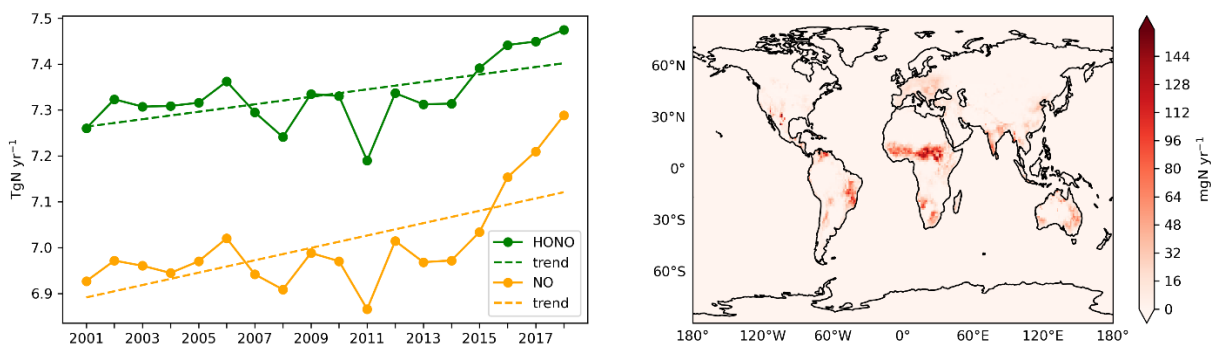 7.5
7.4
7.3
7.2
7.1
7.0
6.9
TgN yr⁻¹
2001
2003
2005
2007
2009
2011
2013
2015
2017
HONO
trend
NO
trend
60°N
30°N
0°
30°S
60°S
180°
120°W
60°W
0°
60°E
120°E
180°
144
128
112
96
80
64
48
32
16
0
mgN yr⁻¹